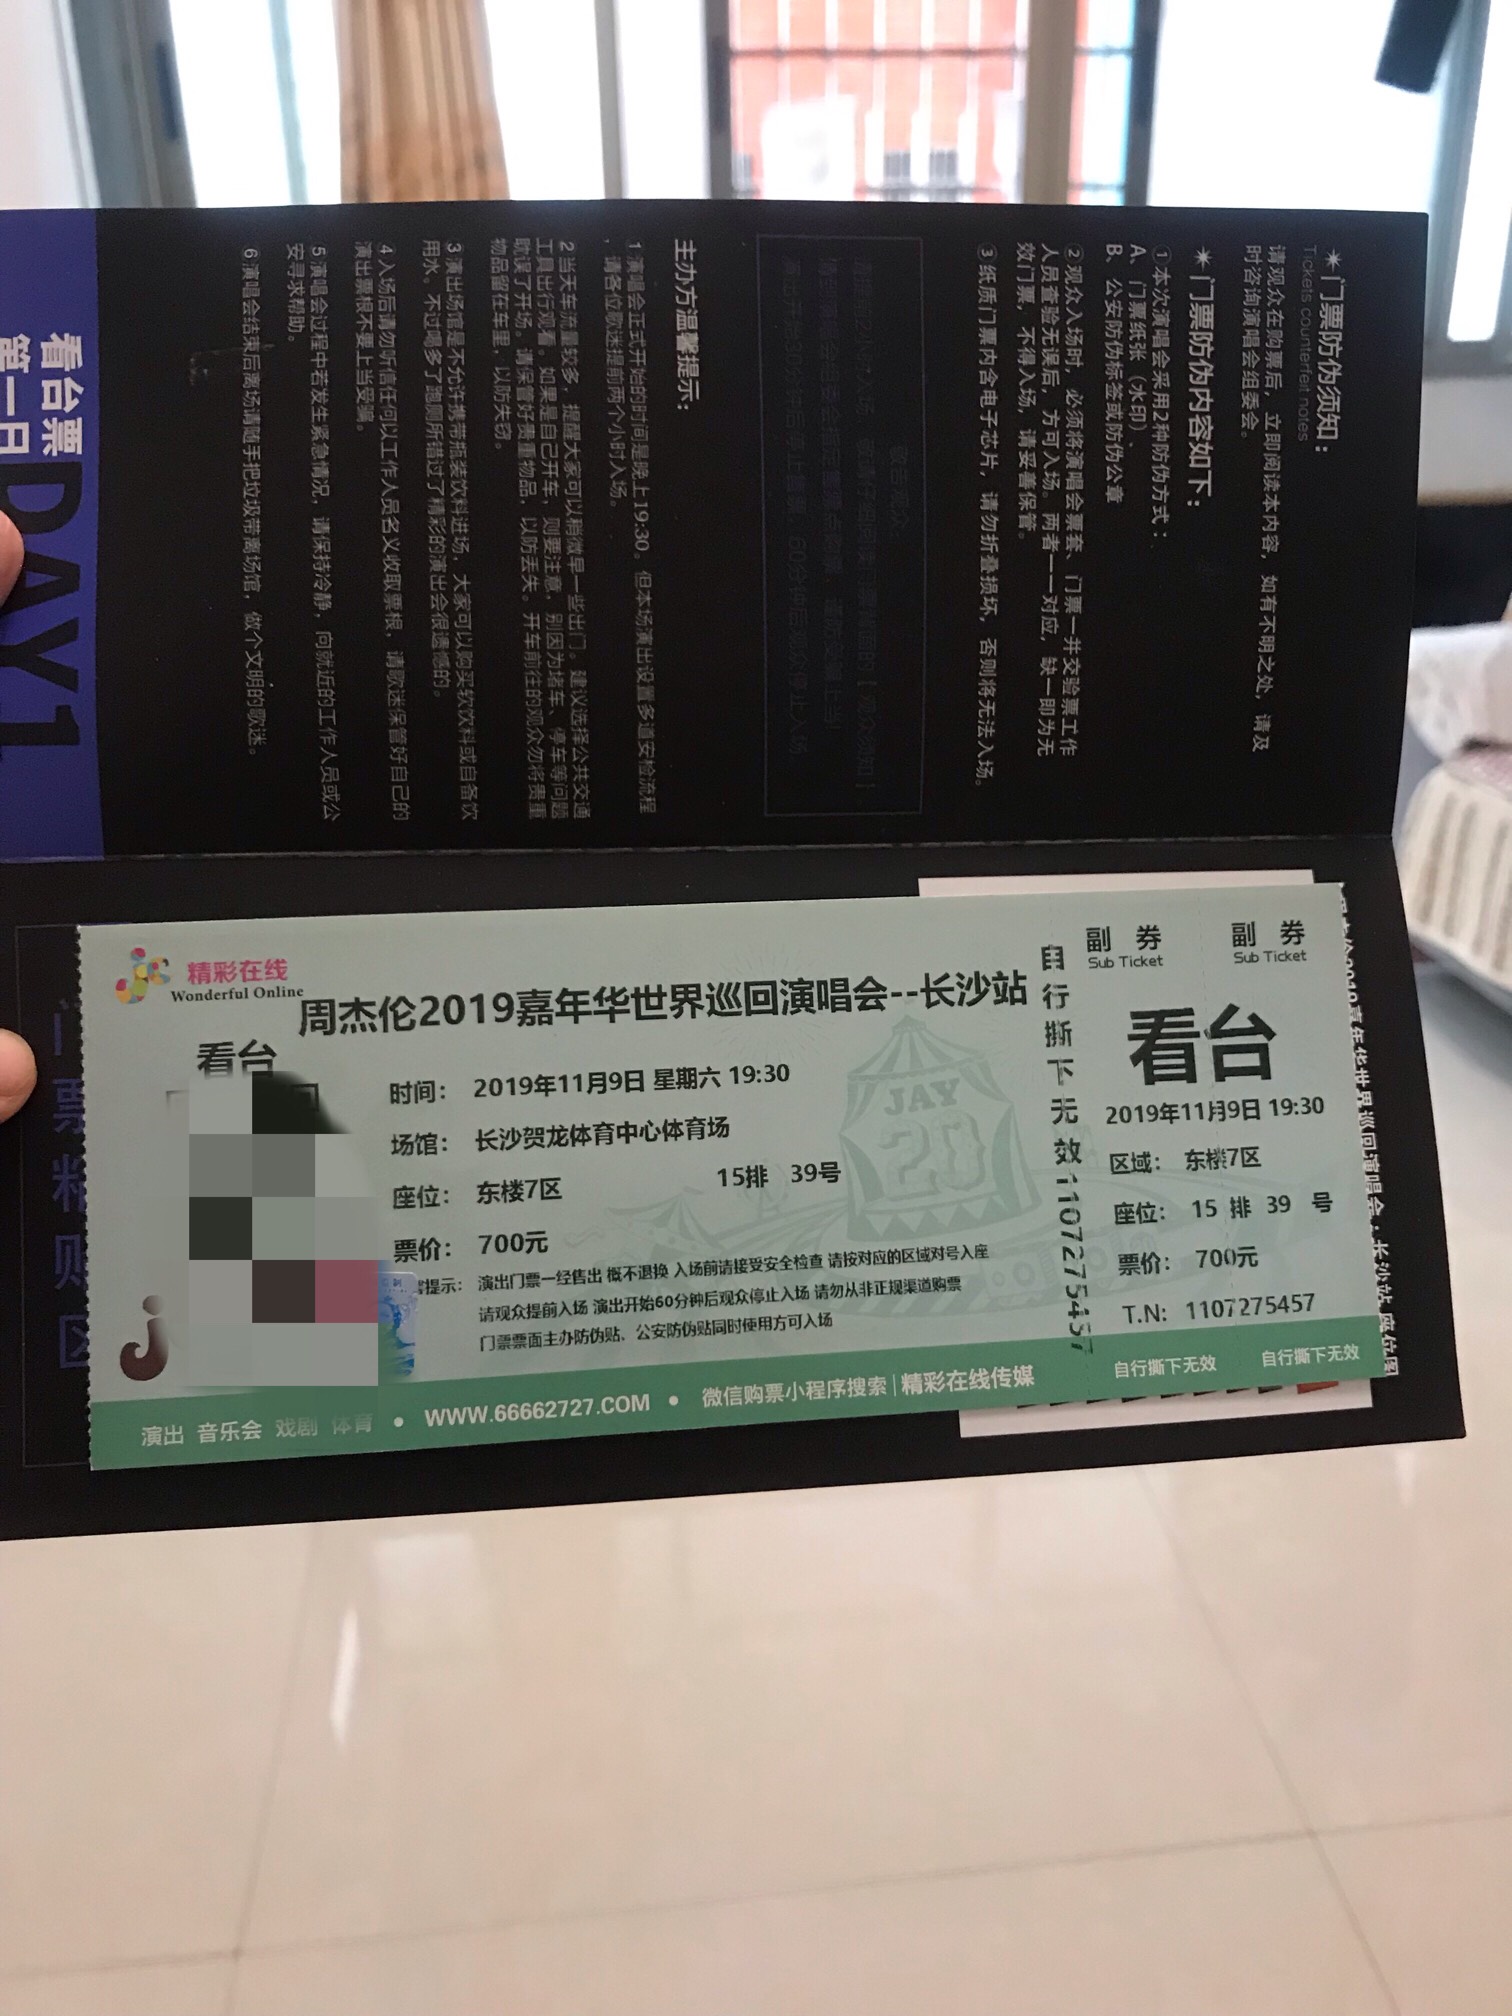 看台票
第一日
DAY 1
✴门票防伪须知：
Tickets counterfeit notes
请观众在购票后，立即阅读本内容，如有不明之处，请及
时咨询演唱会组委会。
✴门票防伪内容如下：
①本次演唱会采用2种防伪方式：
A、门票纸张（水印）、
B、公安防伪标签或防伪公章
②观众入场时，必须将演唱会票套、门票一并交验票工作
人员查验无误后，方可入场。两者一一对应，缺一即为无
效门票，不得入场，请妥善保管。
③纸质门票内含电子芯片，请勿折叠损坏，否则将无法入场。
敬告观众：
主办方温馨提示：
1 演唱会正式开始的时间是晚上19:30。但本场演出设置多道安检流程
，请各位歌迷提前两个小时入场。
2 当天车流量较多，提醒大家可以稍微早一些出门。建议选择公共交通
工具出行观看。如果是自己开车，则要注意，别因为堵车、停车等问题
耽误了开场。请保管好贵重物品，以防丢失。开车前往的观众勿将贵重
物品留在车里，以防失窃。
3 演出场馆是不允许携带瓶装饮料进场，大家可以购买软饮料或自备饮
用水。不过喝多了跑厕所错过了精彩的演出会很遗憾的。
4 入场后请勿听信任何以工作人员名义收取票根，请歌迷保管好自己的
演出票根不要上当受骗。
5 演唱会过程中若发生紧急情况，请保持冷静，向就近的工作人员或公
安寻求帮助。
6 演唱会结束后离场请随手把垃圾带离场馆，做个文明的歌迷。
精彩在线
Wonderful Online
周杰伦2019嘉年华世界巡回演唱会--长沙站
看台
时间： 2019年11月9日 星期六 19:30
场馆： 长沙贺龙体育中心体育场
座位： 东楼7区 15排 39号
票价： 700元
提示： 演出门票一经售出 概不退换 入场前请接受安全检查 请按对应的区域对号入座
请观众提前入场 演出开始60分钟后观众停止入场 请勿从非正规渠道购票
门票票面主办防伪贴、公安防伪贴同时使用方可入场
JAY
演出 音乐会 戏剧 体育 • WWW.66662727.COM • 微信购票小程序搜索|精彩在线传媒
自行撕下无效 1107275457
副 券
Sub Ticket
副 券
Sub Ticket
看台
2019年11月9日 19:30
区域： 东楼7区
座位： 15 排 39 号
票价： 700元
T.N: 1107275457
自行撕下无效
自行撕下无效